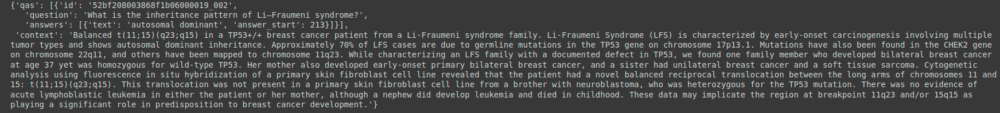 {'qas': [{'id': '52bf208003868f1b06000019_002',
'question': 'What is the inheritance pattern of Li–Fraumeni syndrome?',
'answers': [{'text': 'autosomal dominant', 'answer_start': 213}]}],
'context': 'Balanced t(11;15)(q23;q15) in a TP53+/+ breast cancer patient from a Li-Fraumeni syndrome family. Li-Fraumeni Syndrome (LFS) is characterized by early-onset carcinogenesis involving multiple
tumor types and shows autosomal dominant inheritance. Approximately 70% of LFS cases are due to germline mutations in the TP53 gene on chromosome 17p13.1. Mutations have also been found in the CHEK2 gene
on chromosome 22q11, and others have been mapped to chromosome 11q23. While characterizing an LFS family with a documented defect in TP53, we found one family member who developed bilateral breast cancer
at age 37 yet was homozygous for wild-type TP53. Her mother also developed early-onset primary bilateral breast cancer, and a sister had unilateral breast cancer and a soft tissue sarcoma. Cytogenetic
analysis using fluorescence in situ hybridization of a primary skin fibroblast cell line revealed that the patient had a novel balanced reciprocal translocation between the long arms of chromosomes 11 and
15: t(11;15)(q23;q15). This translocation was not present in a primary skin fibroblast cell line from a brother with neuroblastoma, who was heterozygous for the TP53 mutation. There was no evidence of
acute lymphoblastic leukemia in either the patient or her mother, although a nephew did develop leukemia and died in childhood. These data may implicate the region at breakpoint 11q23 and/or 15q15 as
playing a significant role in predisposition to breast cancer development.'}